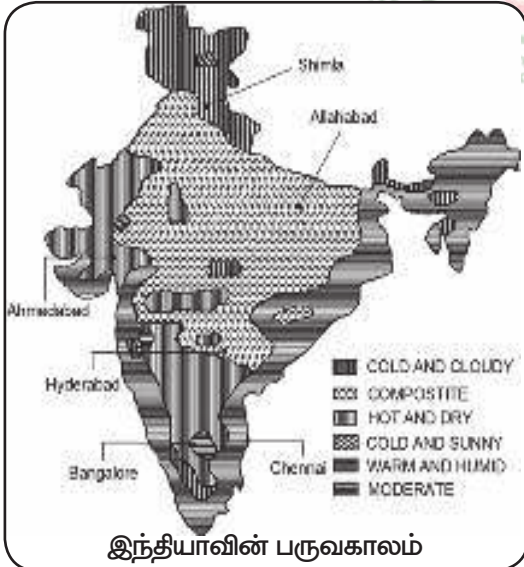 Shimla
Allahabad
Ahmedabad
Hyderabad
Bangalore
Chennai
COLD AND CLOUDY
COMPOSTITE
HOT AND DRY
COLD AND SUNNY
WARM AND HUMID
MODERATE
இந்தியாவின் பருவகாலம்